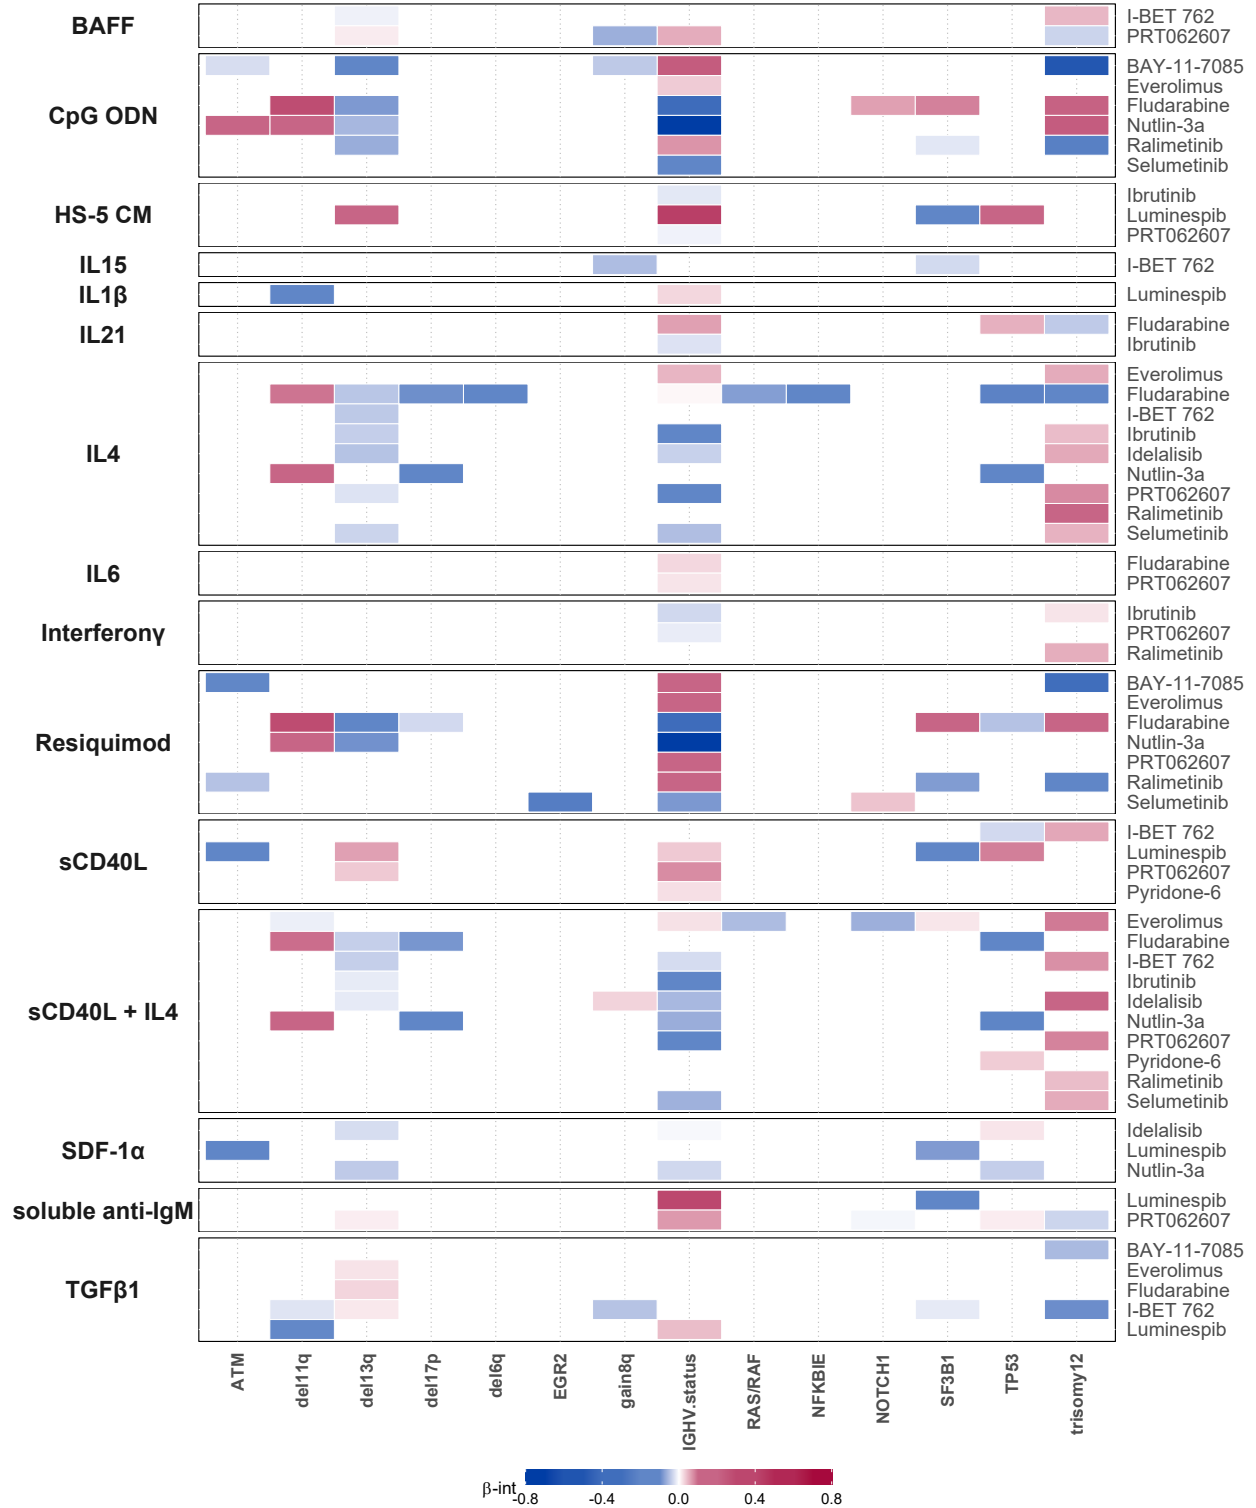 BAFF
I-BET 762
PRT062607
CpG ODN
BAY-11-7085
Everolimus
Fludarabine
Nutlin-3a
Ralimetinib
Selumetinib
HS-5 CM
Ibrutinib
Luminespib
PRT062607
IL15
I-BET 762
IL1β
Luminespib
IL21
Fludarabine
Ibrutinib
IL4
Everolimus
Fludarabine
I-BET 762
Ibrutinib
Idelalisib
Nutlin-3a
PRT062607
Ralimetinib
Selumetinib
IL6
Fludarabine
PRT062607
Interferonγ
Ibrutinib
PRT062607
Ralimetinib
Resiquimod
BAY-11-7085
Everolimus
Fludarabine
Nutlin-3a
PRT062607
Ralimetinib
Selumetinib
sCD40L
I-BET 762
Luminespib
PRT062607
Pyridone-6
sCD40L + IL4
Everolimus
Fludarabine
I-BET 762
Ibrutinib
Idelalisib
Nutlin-3a
PRT062607
Pyridone-6
Ralimetinib
Selumetinib
SDF-1α
Idelalisib
Luminespib
Nutlin-3a
soluble anti-IgM
Luminespib
PRT062607
TGFβ1
BAY-11-7085
Everolimus
Fludarabine
I-BET 762
Luminespib
ATM
del11q
del13q
del17p
del6q
EGR2
gain8q
IGHV.status
RAS/RAF
NFKBIE
NOTCH1
SF3B1
TP53
trisomy12
β-int
-0.8 -0.4 0.0 0.4 0.8